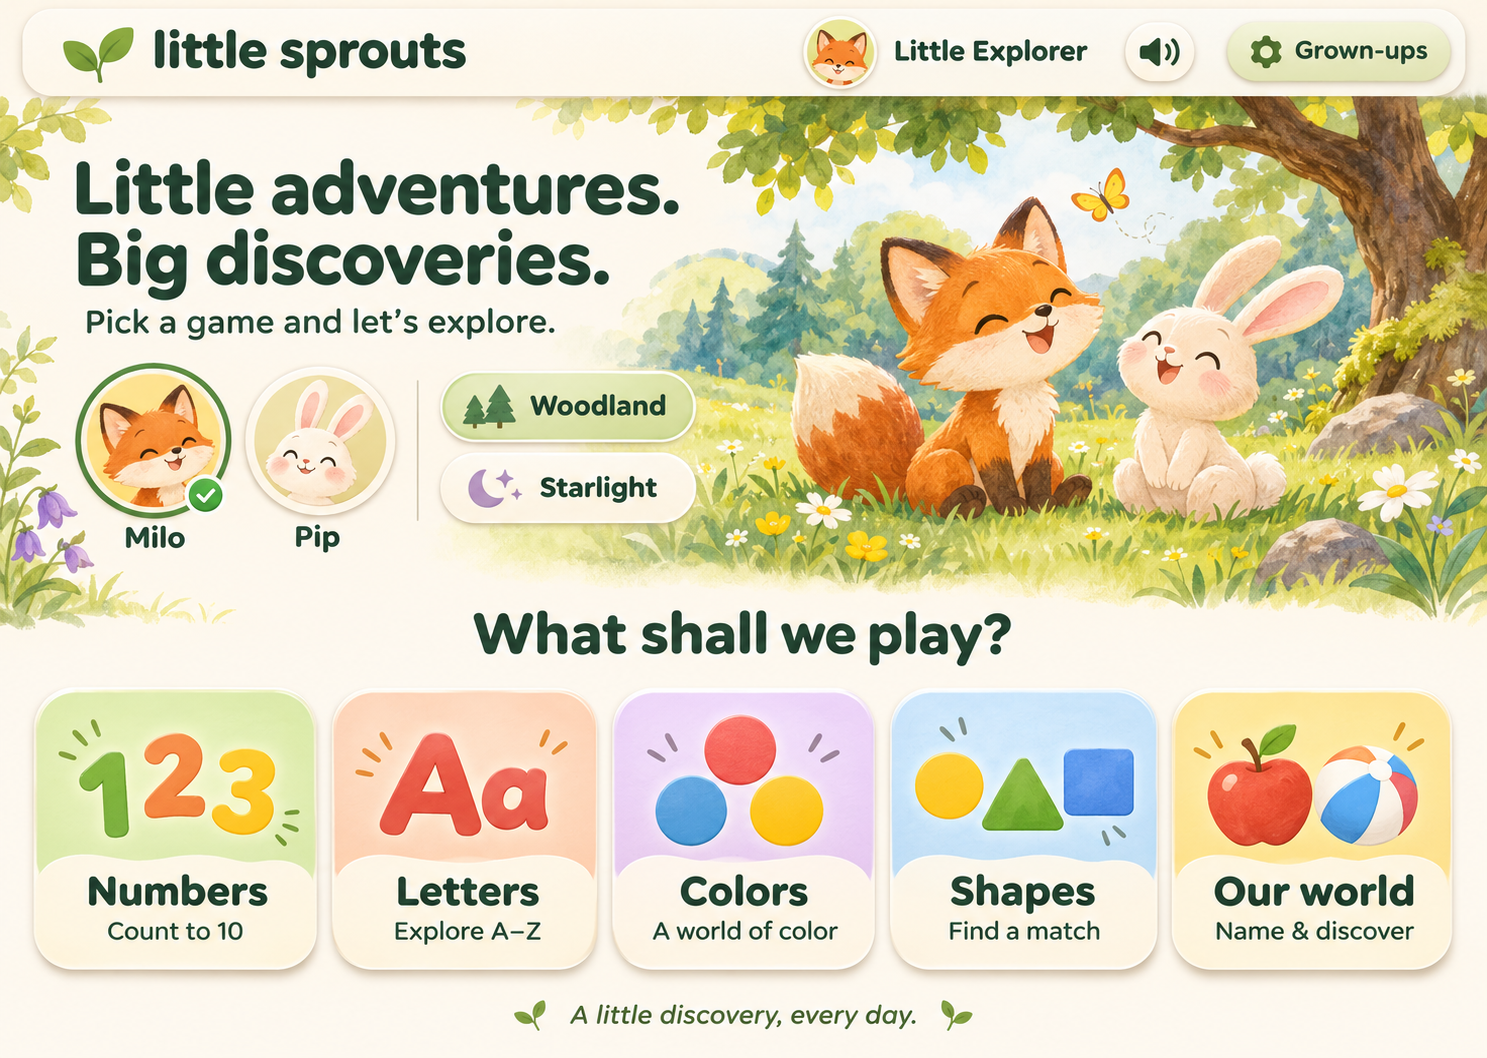 little sprouts
Little Explorer
Grown-ups
Little adventures.
Big discoveries.
Pick a game and let's explore.
Milo
Pip
Woodland
Starlight
What shall we play?
123
Numbers
Count to 10
Aa
Letters
Explore A–Z
Colors
A world of color
Shapes
Find a match
Our world
Name & discover
A little discovery, every day.